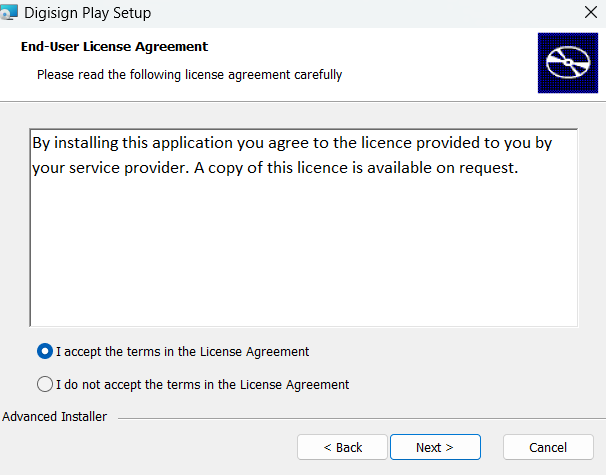 Digisign Play Setup
End-User License Agreement
Please read the following license agreement carefully
By installing this application you agree to the licence provided to you by
your service provider. A copy of this licence is available on request.
I accept the terms in the License Agreement
I do not accept the terms in the License Agreement
Advanced Installer
< Back
Next >
Cancel